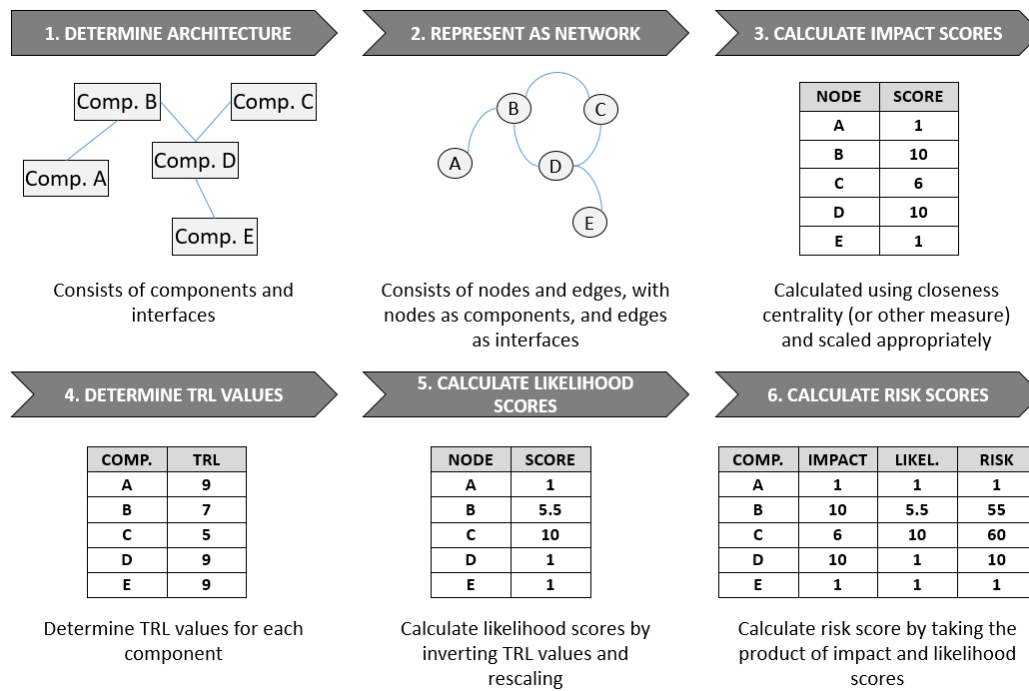 1. DETERMINE ARCHITECTURE
Comp. B
Comp. C
Comp. D
Comp. A
Comp. E
Consists of components and
interfaces
2. REPRESENT AS NETWORK
B
C
A
D
E
Consists of nodes and edges, with
nodes as components, and edges
as interfaces
3. CALCULATE IMPACT SCORES
NODE SCORE
A 1
B 10
C 6
D 10
E 1
Calculated using closeness
centrality (or other measure)
and scaled appropriately
4. DETERMINE TRL VALUES
COMP. TRL
A 9
B 7
C 5
D 9
E 9
Determine TRL values for each
component
5. CALCULATE LIKELIHOOD
SCORES
NODE SCORE
A 1
B 5.5
C 10
D 1
E 1
Calculate likelihood scores by
inverting TRL values and
rescaling
6. CALCULATE RISK SCORES
COMP. IMPACT LIKEL. RISK
A 1 1 1
B 10 5.5 55
C 6 10 60
D 10 1 10
E 1 1 1
Calculate risk score by taking the
product of impact and likelihood
scores